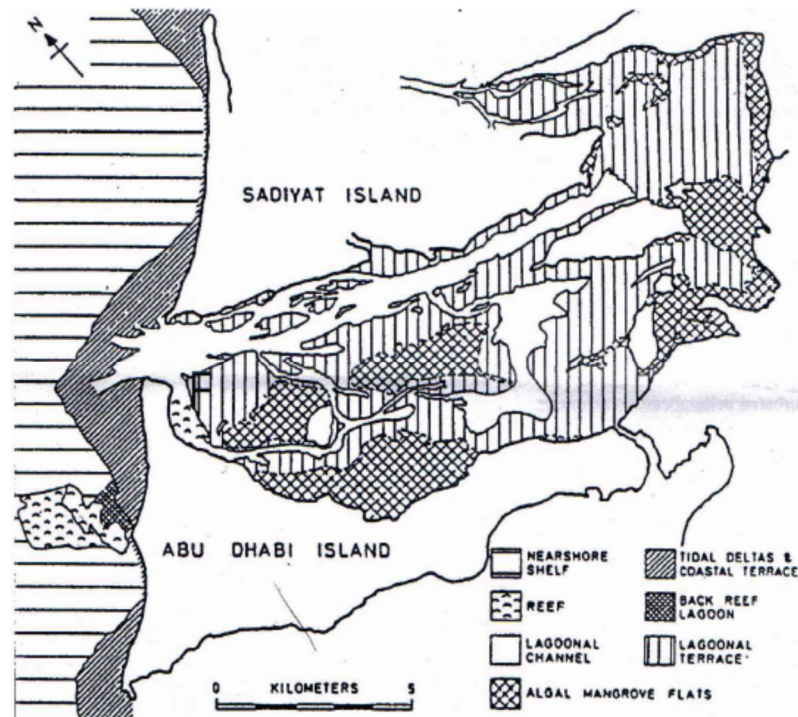 N
SADIYAT ISLAND
ABU DHABI ISLAND
NEARSHORE
SHELF
REEF
LAGOONAL
CHANNEL
ALGAL MANGROVE FLATS
TIDAL DELTAS &
COASTAL TERRACE
BACK REEF
LAGOON
LAGOONAL
TERRACE
0 KILOMETERS 5